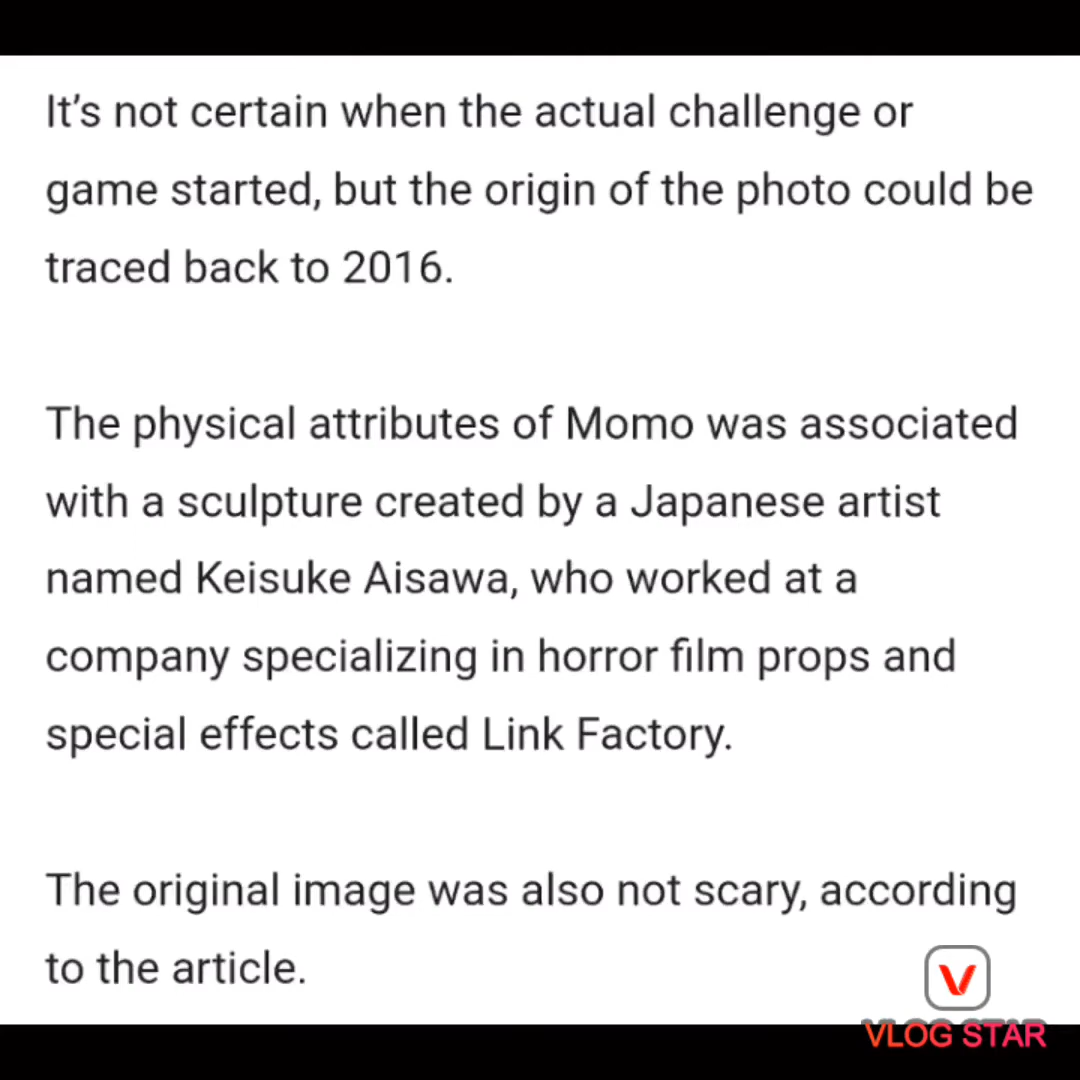 It’s not certain when the actual challenge or
game started, but the origin of the photo could be
traced back to 2016.
The physical attributes of Momo was associated
with a sculpture created by a Japanese artist
named Keisuke Aisawa, who worked at a
company specializing in horror film props and
special effects called Link Factory.
The original image was also not scary, according
to the article.
V
VLOG STAR